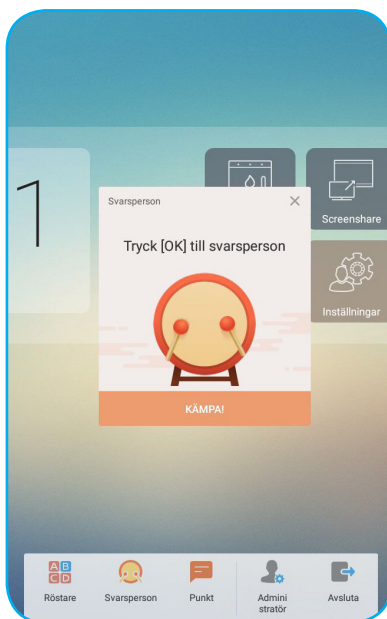 1
Svarsperson
Screenshare
Tryck [OK] till svarsperson
Inställningar
KÄMPA!
A B
C D
Röstare
Svarsperson
Punkt
Admini
stratör
Avsluta